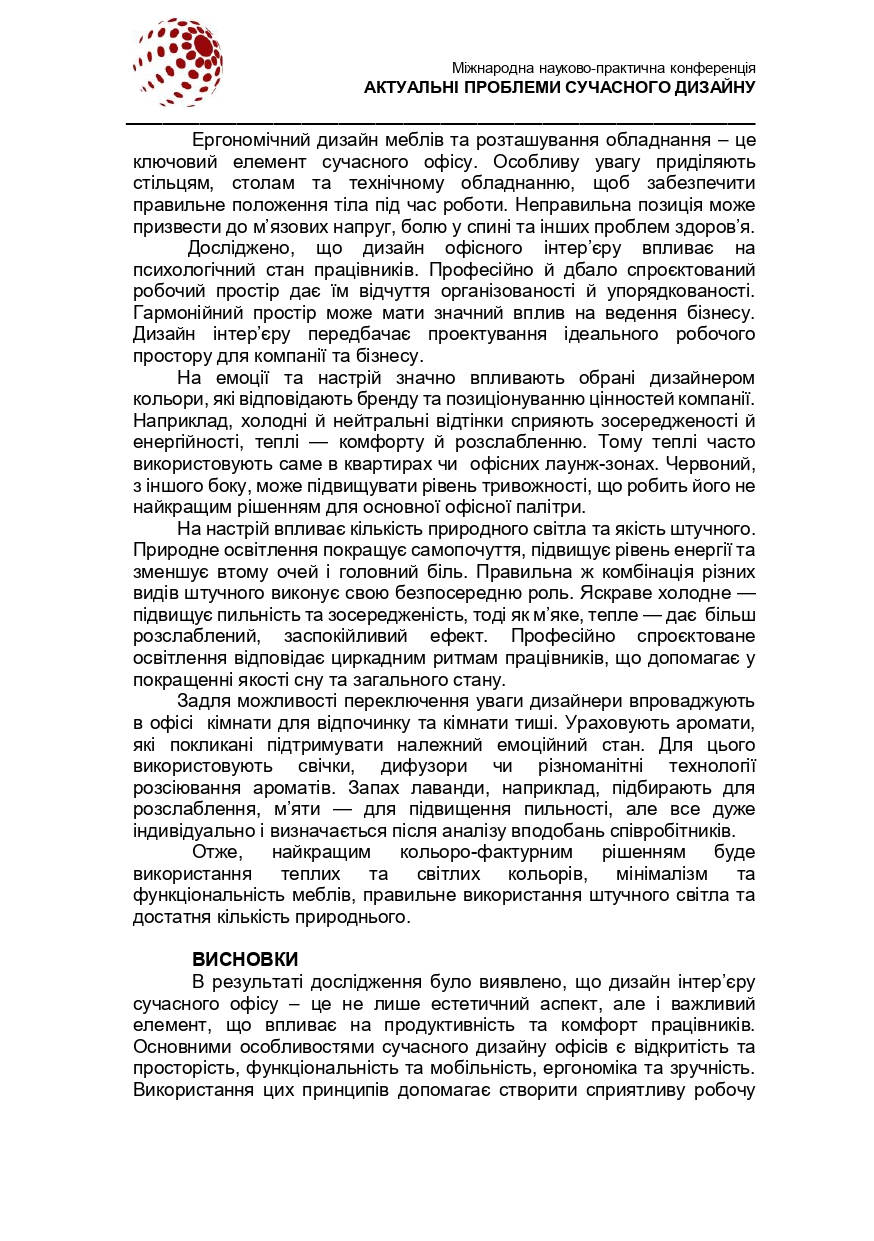 Міжнародна науково-практична конференція
АКТУАЛЬНІ ПРОБЛЕМИ СУЧАСНОГО ДИЗАЙНУ
Ергономічний дизайн меблів та розташування обладнання – це
ключовий елемент сучасного офісу. Особливу увагу приділяють
стільцям, столам та технічному обладнанню, щоб забезпечити
правильне положення тіла під час роботи. Неправильна позиція може
призвести до м’язових напруг, болю у спині та інших проблем здоров’я.
Досліджено, що дизайн офісного інтер’єру впливає на
психологічний стан працівників. Професійно й дбало спроєктований
робочий простір дає їм відчуття організованості й упорядкованості.
Гармонійний простір може мати значний вплив на ведення бізнесу.
Дизайн інтер’єру передбачає проектування ідеального робочого
простору для компанії та бізнесу.
На емоції та настрій значно впливають обрані дизайнером
кольори, які відповідають бренду та позиціонуванню цінностей компанії.
Наприклад, холодні й нейтральні відтінки сприяють зосередженості й
енергійності, теплі — комфорту й розслабленню. Тому теплі часто
використовують саме в квартирах чи офісних лаунж-зонах. Червоний,
з іншого боку, може підвищувати рівень тривожності, що робить його не
найкращим рішенням для основної офісної палітри.
На настрій впливає кількість природного світла та якість штучного.
Природне освітлення покращує самопочуття, підвищує рівень енергії та
зменшує втому очей і головний біль. Правильна ж комбінація різних
видів штучного виконує свою безпосередню роль. Яскраве холодне —
підвищує пильність та зосередженість, тоді як м’яке, тепле — дає більш
розслаблений, заспокійливий ефект. Професійно спроєктоване
освітлення відповідає циркадним ритмам працівників, що допомагає у
покращенні якості сну та загального стану.
Задля можливості переключення уваги дизайнери впроваджують
в офісі кімнати для відпочинку та кімнати тиші. Ураховують аромати,
які покликані підтримувати належний емоційний стан. Для цього
використовують свічки, дифузори чи різноманітні технології
розсіювання ароматів. Запах лаванди, наприклад, підбирають для
розслаблення, м’яти — для підвищення пильності, але все дуже
індивідуально і визначається після аналізу вподобань співробітників.
Отже, найкращим кольоро-фактурним рішенням буде
використання теплих та світлих кольорів, мінімалізм та
функціональність меблів, правильне використання штучного світла та
достатня кількість природнього.
ВИСНОВКИ
В результаті дослідження було виявлено, що дизайн інтер’єру
сучасного офісу – це не лише естетичний аспект, але і важливий
елемент, що впливає на продуктивність та комфорт працівників.
Основними особливостями сучасного дизайну офісів є відкритість та
просторість, функціональність та мобільність, ергономіка та зручність.
Використання цих принципів допомагає створити сприятливу робочу